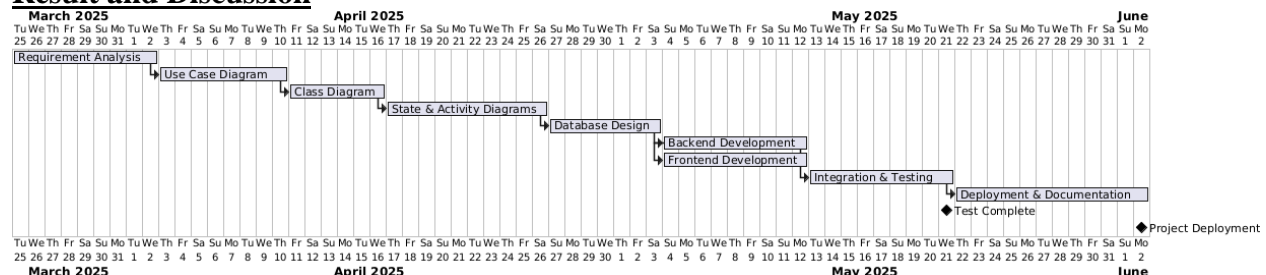 Result and Discussion
March 2025 April 2025 May 2025 June
Tu We Th Fr Sa Su Mo Tu We Th Fr Sa Su Mo Tu We Th Fr Sa Su Mo Tu We Th Fr Sa Su Mo Tu We Th Fr Sa Su Mo Tu We Th Fr Sa Su Mo Tu We Th Fr Sa Su Mo Tu We Th Fr Sa Su Mo Tu We Th Fr Sa Su Mo Tu We Th Fr Sa Su Mo
25 26 27 28 29 30 31 1 2 3 4 5 6 7 8 9 10 11 12 13 14 15 16 17 18 19 20 21 22 23 24 25 26 27 28 29 30 1 2 3 4 5 6 7 8 9 10 11 12 13 14 15 16 17 18 19 20 21 22 23 24 25 26 27 28 29 30 31 1 2
Requirement Analysis
Use Case Diagram
Class Diagram
State & Activity Diagrams
Database Design
Backend Development
Frontend Development
Integration & Testing
Deployment & Documentation
Test Complete
Project Deployment
Tu We Th Fr Sa Su Mo Tu We Th Fr Sa Su Mo Tu We Th Fr Sa Su Mo Tu We Th Fr Sa Su Mo Tu We Th Fr Sa Su Mo Tu We Th Fr Sa Su Mo Tu We Th Fr Sa Su Mo Tu We Th Fr Sa Su Mo Tu We Th Fr Sa Su Mo Tu We Th Fr Sa Su Mo
25 26 27 28 29 30 31 1 2 3 4 5 6 7 8 9 10 11 12 13 14 15 16 17 18 19 20 21 22 23 24 25 26 27 28 29 30 1 2 3 4 5 6 7 8 9 10 11 12 13 14 15 16 17 18 19 20 21 22 23 24 25 26 27 28 29 30 31 1 2
March 2025 April 2025 May 2025 June